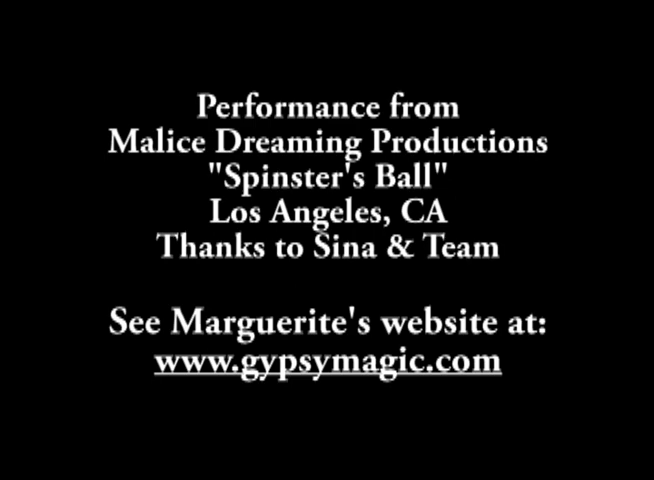 Performance from
Malice Dreaming Productions
"Spinster's Ball"
Los Angeles, CA
Thanks to Sina & Team
See Marguerite's website at:
www.gypsymagic.com